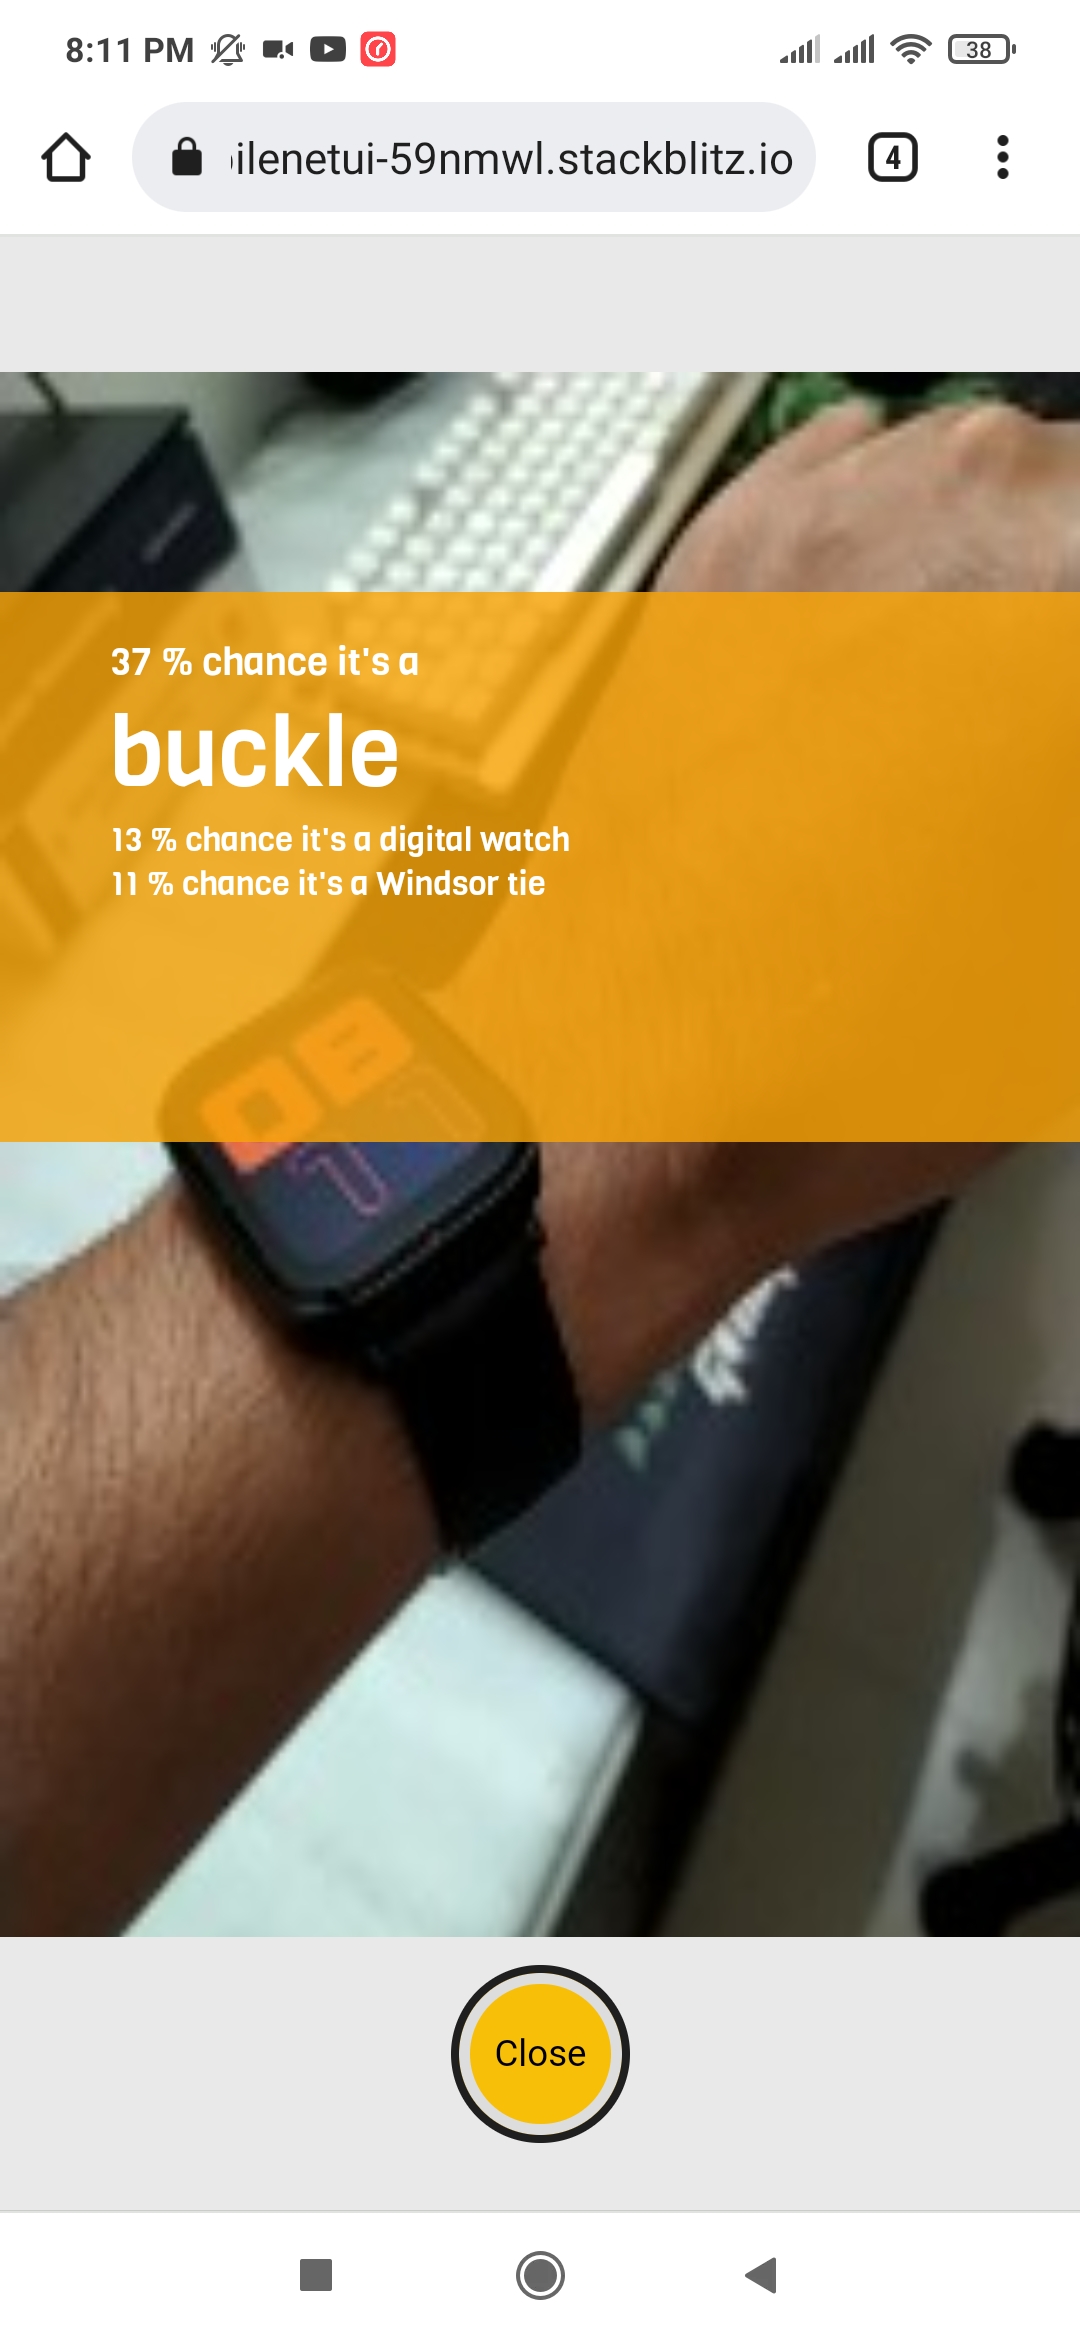 8:11 PM
38
ilenetui-59nmwl.stackblitz.io
4
37 % chance it's a
buckle
13 % chance it's a digital watch
11 % chance it's a Windsor tie
Close